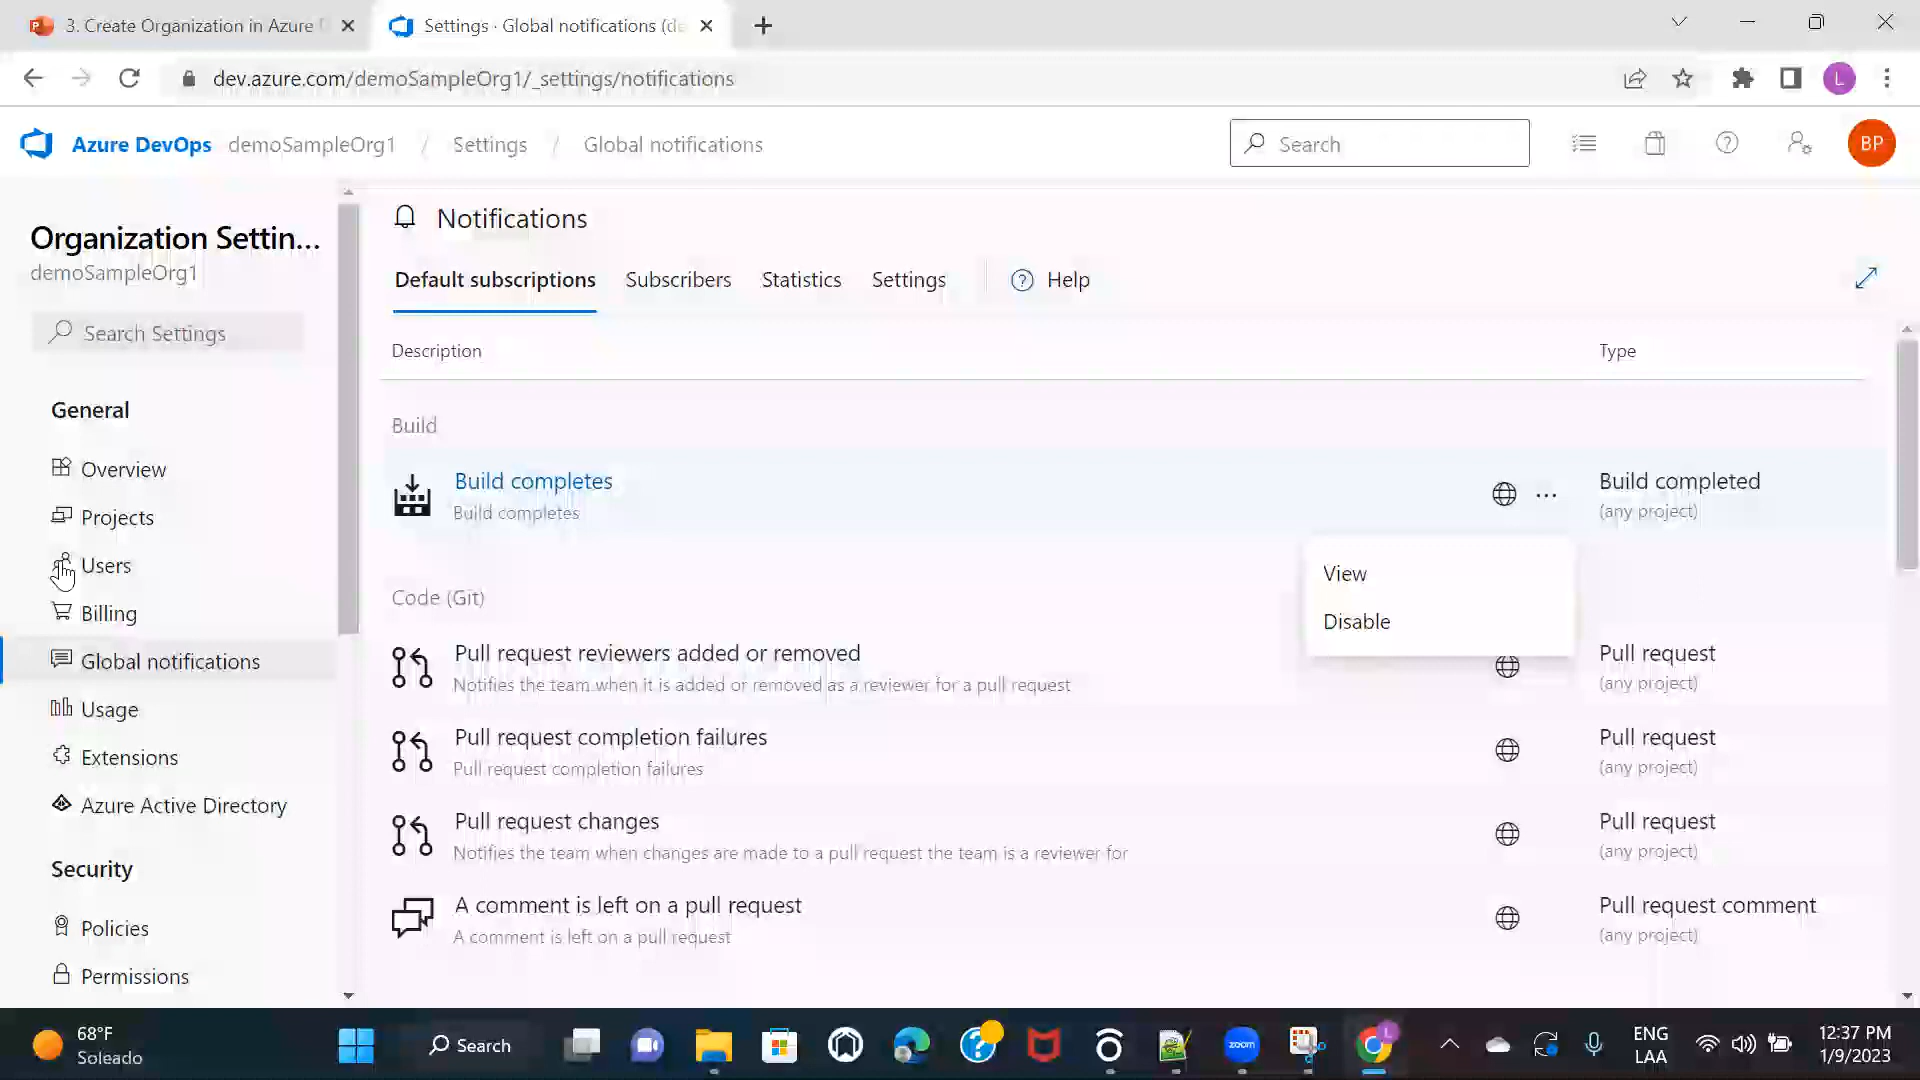 3. Create Organization in Azure D
Settings · Global notifications (de
dev.azure.com/demoSampleOrg1/_settings/notifications
L
Azure DevOps demoSampleOrg1 / Settings / Global notifications
Search
BP
Organization Settin...
demoSampleOrg1
Search Settings
General
Overview
Projects
Users
Billing
Global notifications
Usage
Extensions
Azure Active Directory
Security
Policies
Permissions
Notifications
Default subscriptions Subscribers Statistics Settings Help
Description Type
Build
Build completes
Build completes
Build completed
(any project)
View
Disable
Code (Git)
Pull request reviewers added or removed
Notifies the team when it is added or removed as a reviewer for a pull request
Pull request
(any project)
Pull request completion failures
Pull request completion failures
Pull request
(any project)
Pull request changes
Notifies the team when changes are made to a pull request the team is a reviewer for
Pull request
(any project)
A comment is left on a pull request
A comment is left on a pull request
Pull request comment
(any project)
68°F
Soleado
Search
zoom
L
ENG
LAA
12:37 PM
1/9/2023